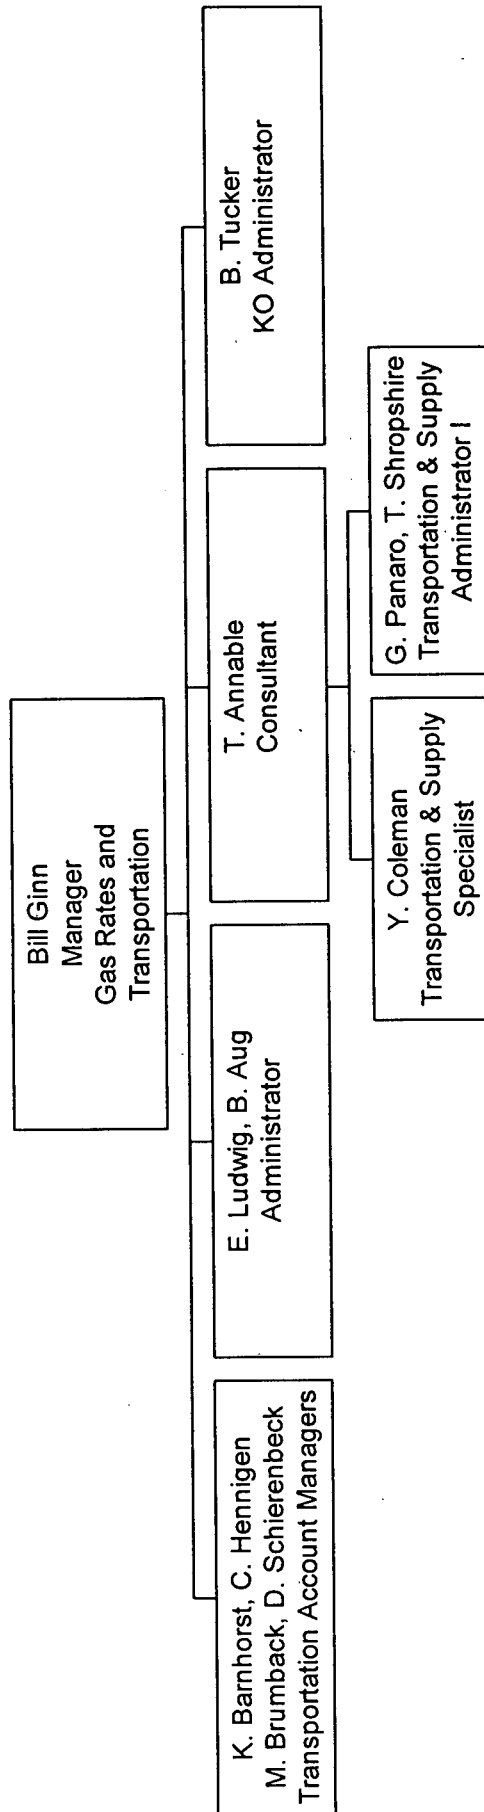 Bill Ginn
Manager
Gas Rates and
Transportation
K. Barnhorst, C. Hennigen
M. Brumback, D. Schierenbeck
Transportation Account Managers
E. Ludwig, B. Aug
Administrator
T. Annable
Consultant
B. Tucker
KO Administrator
Y. Coleman
Transportation & Supply
Specialist
G. Panaro, T. Shropshire
Transportation & Supply
Administrator I